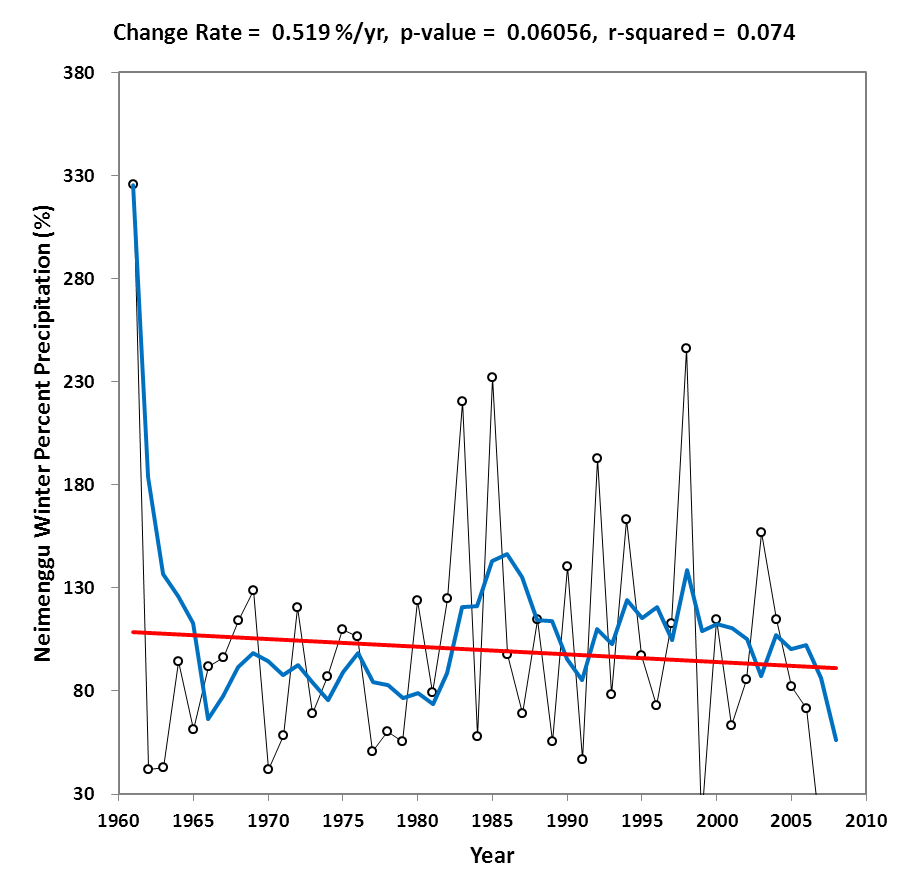 Change Rate = 0.519 %/yr, p-value = 0.06056, r-squared = 0.074
380
330
280
230
180
130
80
30
Neimenggu Winter Percent Precipitation (%)
1960 1965 1970 1975 1980 1985 1990 1995 2000 2005 2010
Year